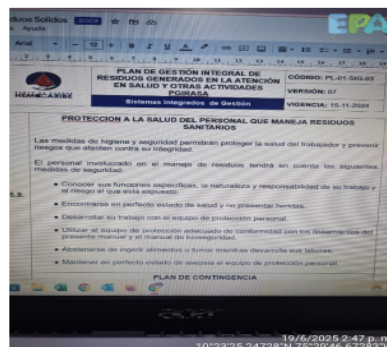 duos Solidos DOCX
Ayuda
EPA
Arial
12
HEMOCARIBE
PLAN DE GESTIÓN INTEGRAL DE
RESIDUOS GENERADOS EN LA ATENCIÓN
EN SALUD Y OTRAS ACTIVIDADES
PGIRASA
Sistemas integrados de Gestión
CÓDIGO: PL-01-SIG-03
VERSIÓN: 07
VIGENCIA: 15-11-2024
PROTECCION A LA SALUD DEL PERSONAL QUE MANEJA RESIDUOS
SANITARIOS
Las medidas de higiene y seguridad permitirán proteger la salud del trabajador y prevenir
riesgos que atenten contra su integridad.
El personal involucrado en el manejo de residuos tendrá en cuenta las siguientes
medidas de seguridad:
5.9.
• Conocer sus funciones específicas, la naturaleza y responsabilidad de su trabajo y
el riesgo al que está expuesto.
• Encontrarse en perfecto estado de salud y no presentar heridas.
• Desarrollar su trabajo con el equipo de protección personal.
• Utilizar el equipo de protección adecuado de conformidad con los lineamientos del
presente manual y el manual de bioseguridad.
• Abstenerse de ingerir alimentos o fumar mientras desarrolla sus labores.
• Mantener en perfecto estado de asepsia el equipo de protección personal.
PLAN DE CONTINGENCIA
19/6/2025 2:47 p. m